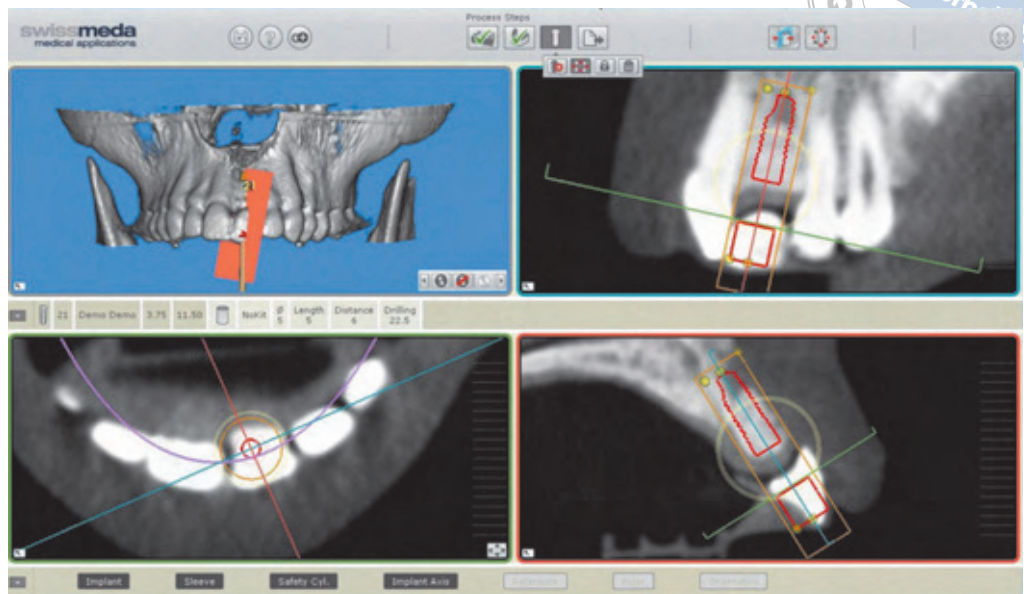 Process Steps
swissmeda
medical applications
21
21 Demo Demo 3.75 11.50 NoKit Ø 5 Length 5 Distance 6 Drilling 22.5
Implant Sleeve Safety Cyl. Implant Axis